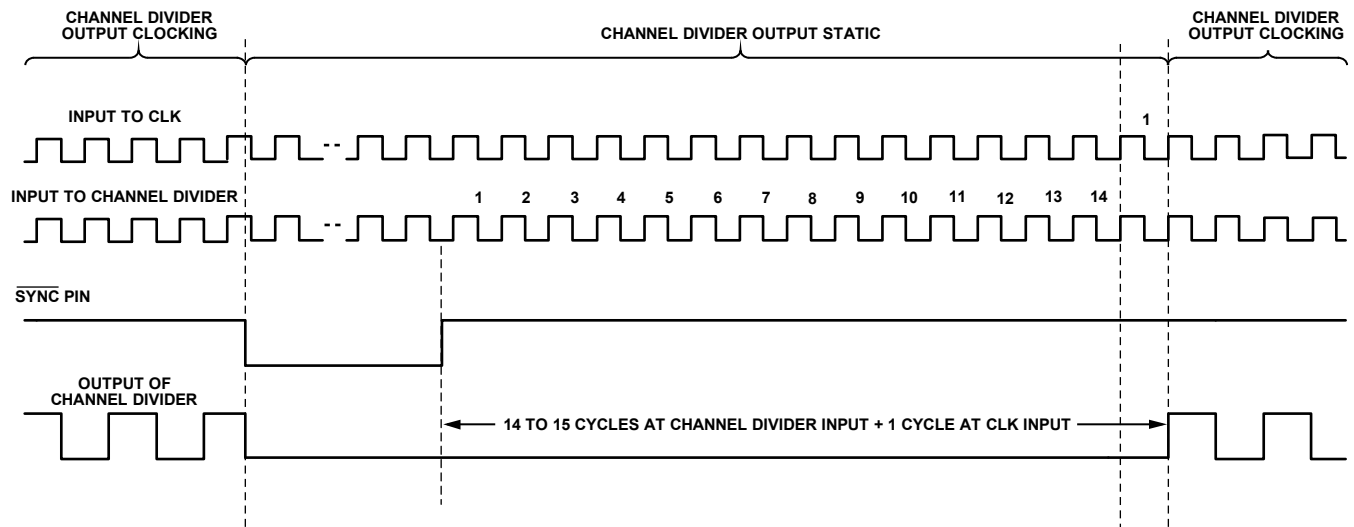 CHANNEL DIVIDER
OUTPUT CLOCKING
CHANNEL DIVIDER OUTPUT STATIC
CHANNEL DIVIDER
OUTPUT CLOCKING
INPUT TO CLK
1
INPUT TO CHANNEL DIVIDER
1 2 3 4 5 6 7 8 9 10 11 12 13 14
SYNC PIN
OUTPUT OF
CHANNEL DIVIDER
14 TO 15 CYCLES AT CHANNEL DIVIDER INPUT + 1 CYCLE AT CLK INPUT